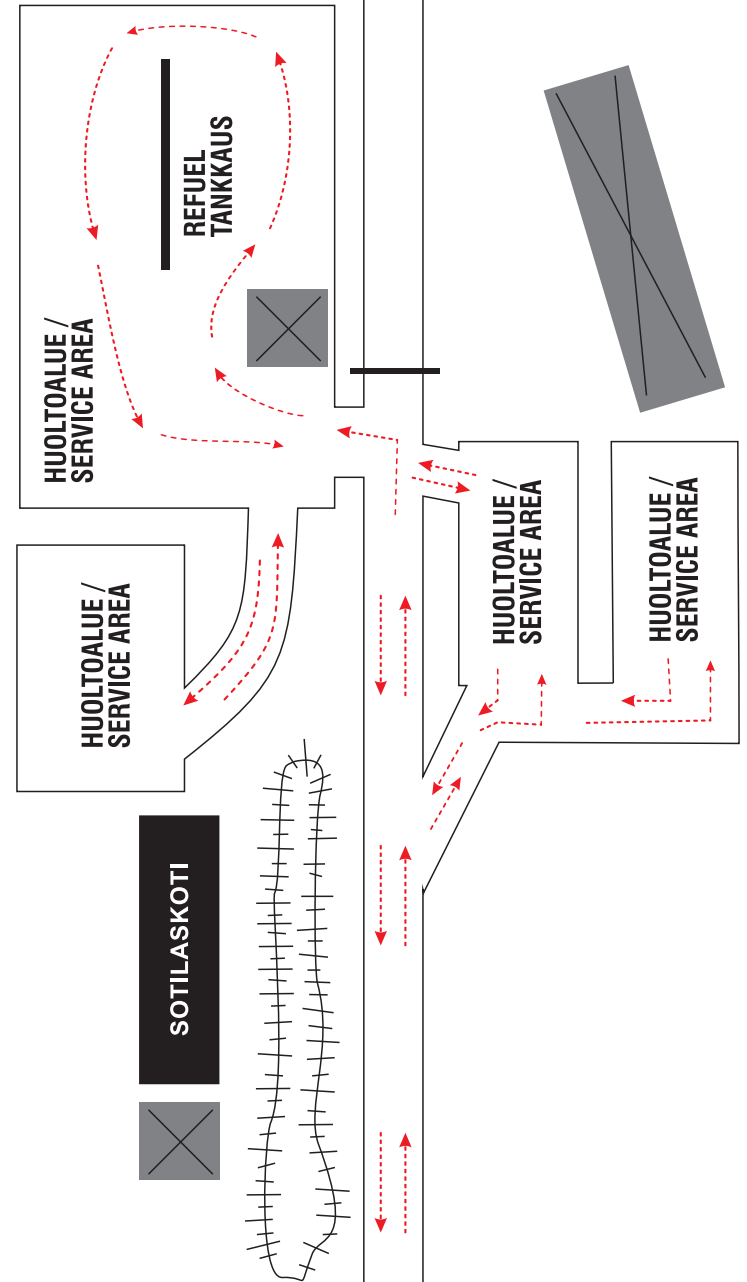 REFUEL
TANKKAUS
HUOLTOALUE /
SERVICE AREA
HUOLTOALUE /
SERVICE AREA
HUOLTOALUE /
SERVICE AREA
HUOLTOALUE /
SERVICE AREA
SOTILASKOTI